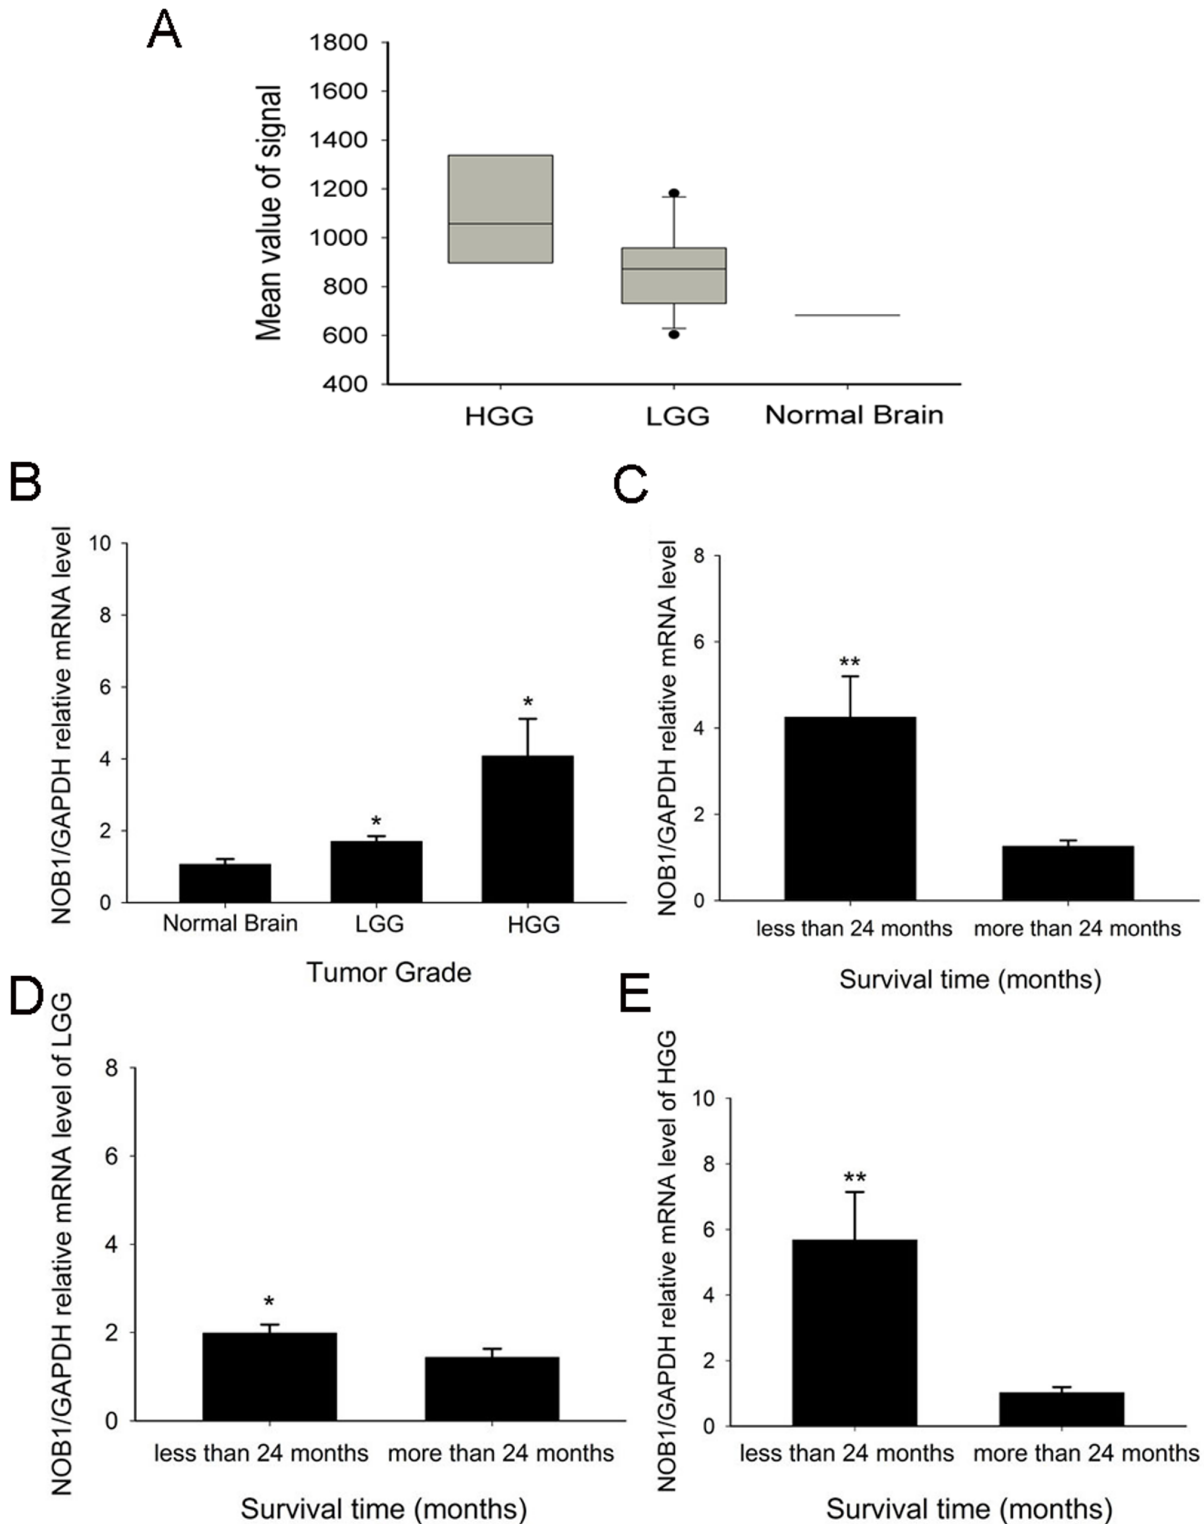 A
Mean value of signal
1800
1600
1400
1200
1000
800
600
400
HGG LGG Normal Brain
B
NOB1/GAPDH relative mRNA level
10
8
6
4
2
0
*
*
Normal Brain LGG HGG
Tumor Grade
C
NOB1/GAPDH relative mRNA level
8
6
4
2
0
**
less than 24 months more than 24 months
Survival time (months)
D
NOB1/GAPDH relative mRNA level of LGG
8
6
4
2
0
*
less than 24 months more than 24 months
Survival time (months)
E
NOB1/GAPDH relative mRNA level of HGG
10
8
6
4
2
0
**
less than 24 months more than 24 months
Survival time (months)